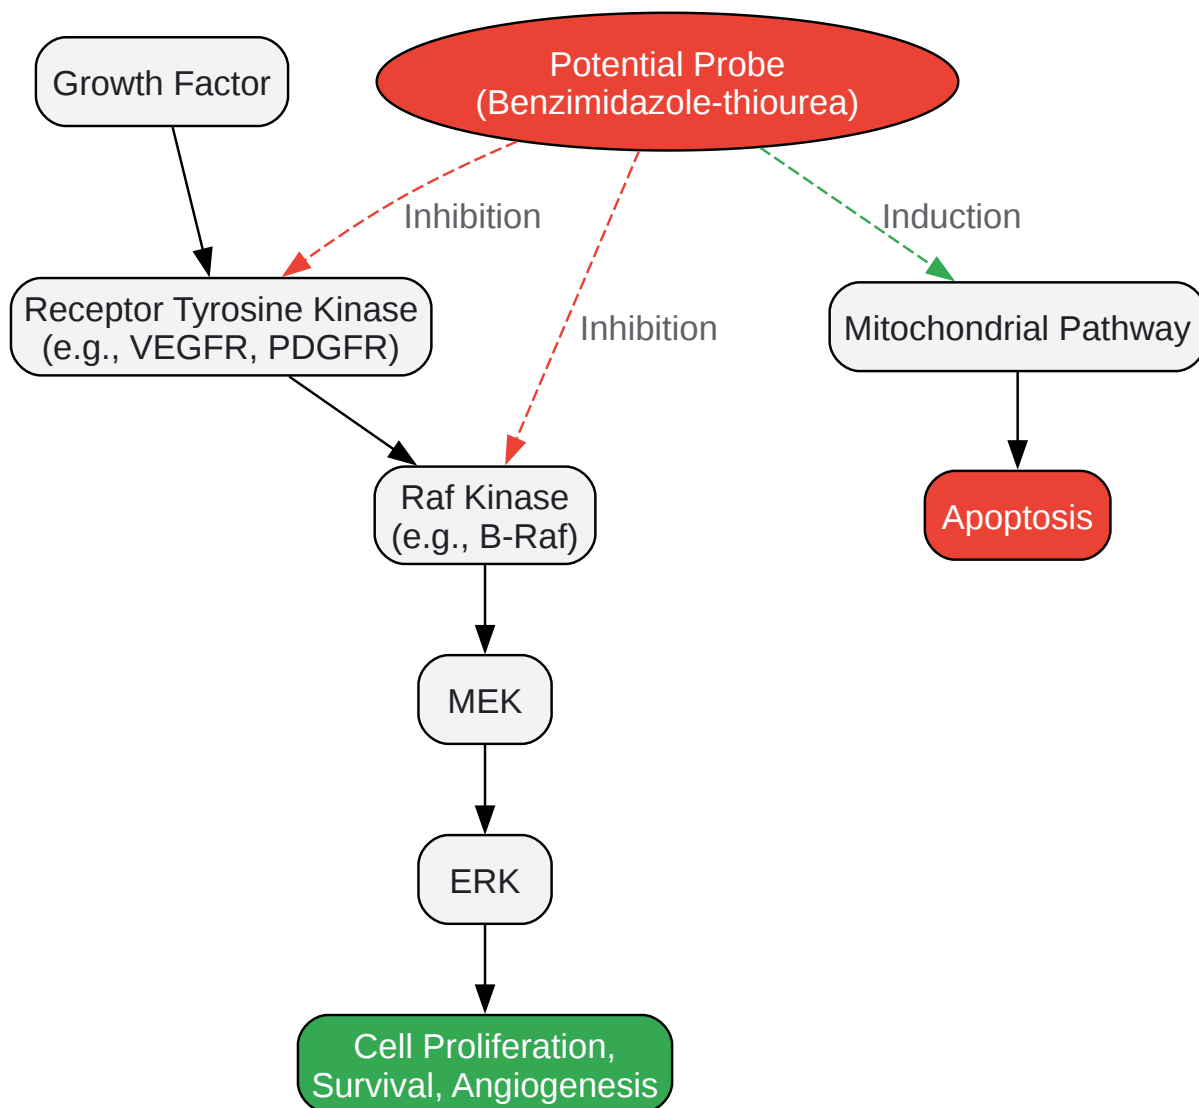 Growth Factor
Potential Probe
(Benzimidazole-thiourea)
Inhibition
Induction
Receptor Tyrosine Kinase
(e.g., VEGFR, PDGFR)
Inhibition
Mitochondrial Pathway
Raf Kinase
(e.g., B-Raf)
Apoptosis
MEK
ERK
Cell Proliferation,
Survival, Angiogenesis